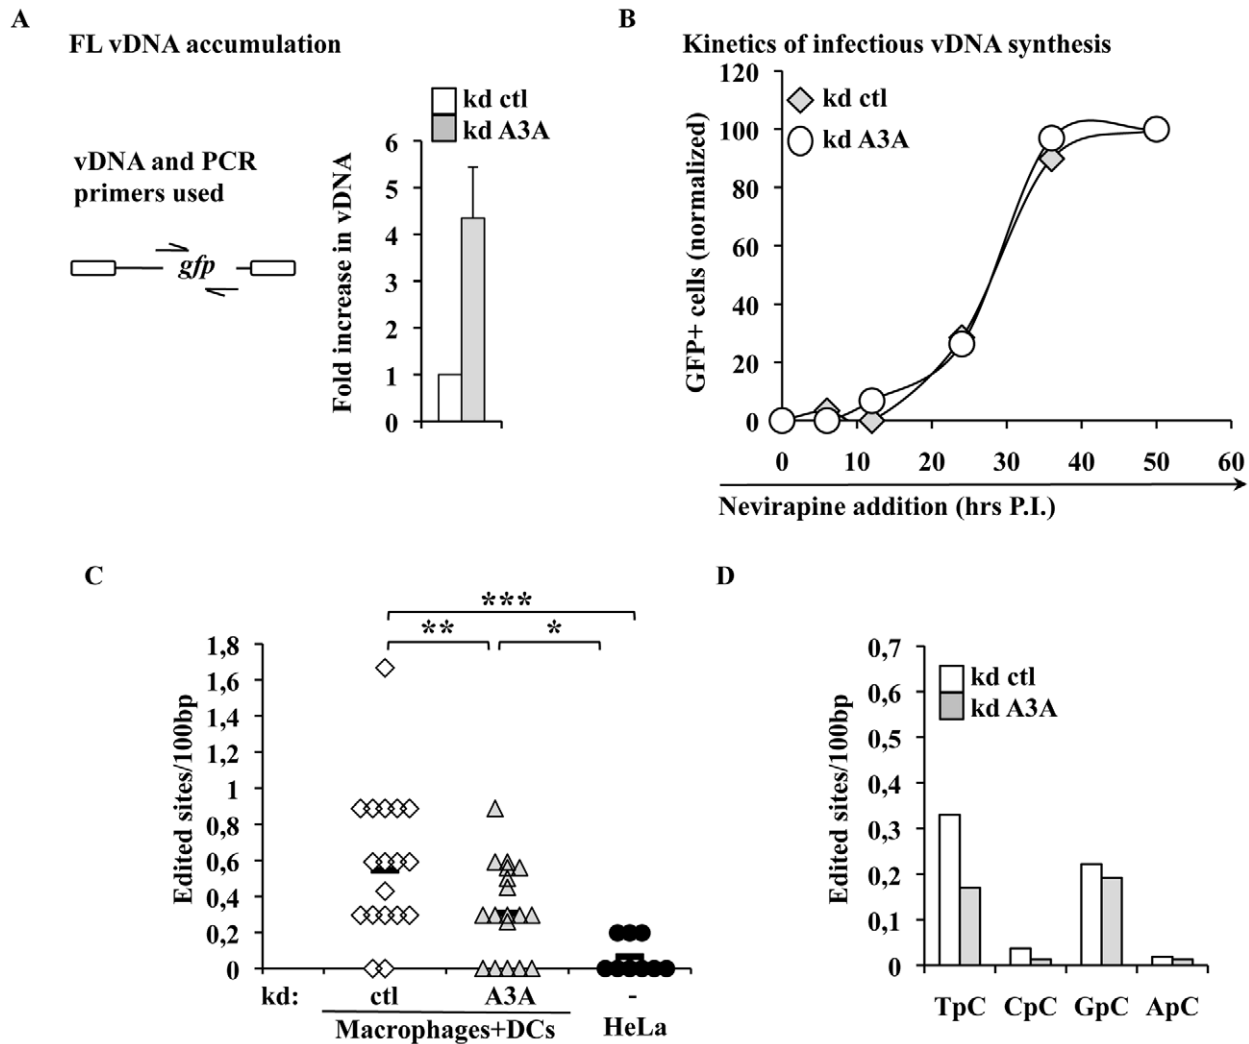 A
FL vDNA accumulation
vDNA and PCR
primers used
gfp
kd ctl
kd A3A
Fold increase in vDNA
6
5
4
3
2
1
0
B
Kinetics of infectious vDNA synthesis
GFP+ cells (normalized)
120
100
80
60
40
20
0
kd ctl
kd A3A
0 10 20 30 40 50 60
Nevirapine addition (hrs P.I.)
C
*** 
** *
Edited sites/100bp
1,8
1,6
1,4
1,2
1
0,8
0,6
0,4
0,2
0
kd: ctl A3A -
Macrophages+DCs HeLa
D
Edited sites/100bp
0,7
0,6
0,5
0,4
0,3
0,2
0,1
0
kd ctl
kd A3A
TpC CpC GpC ApC